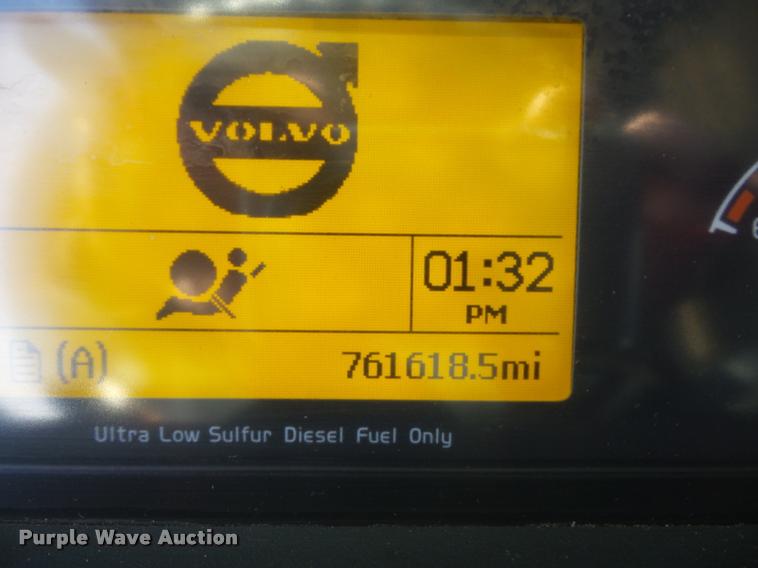 VOLVO
01:32
PM
(A) 761618.5mi
Ultra Low Sulfur Diesel Fuel Only
Purple Wave Auction